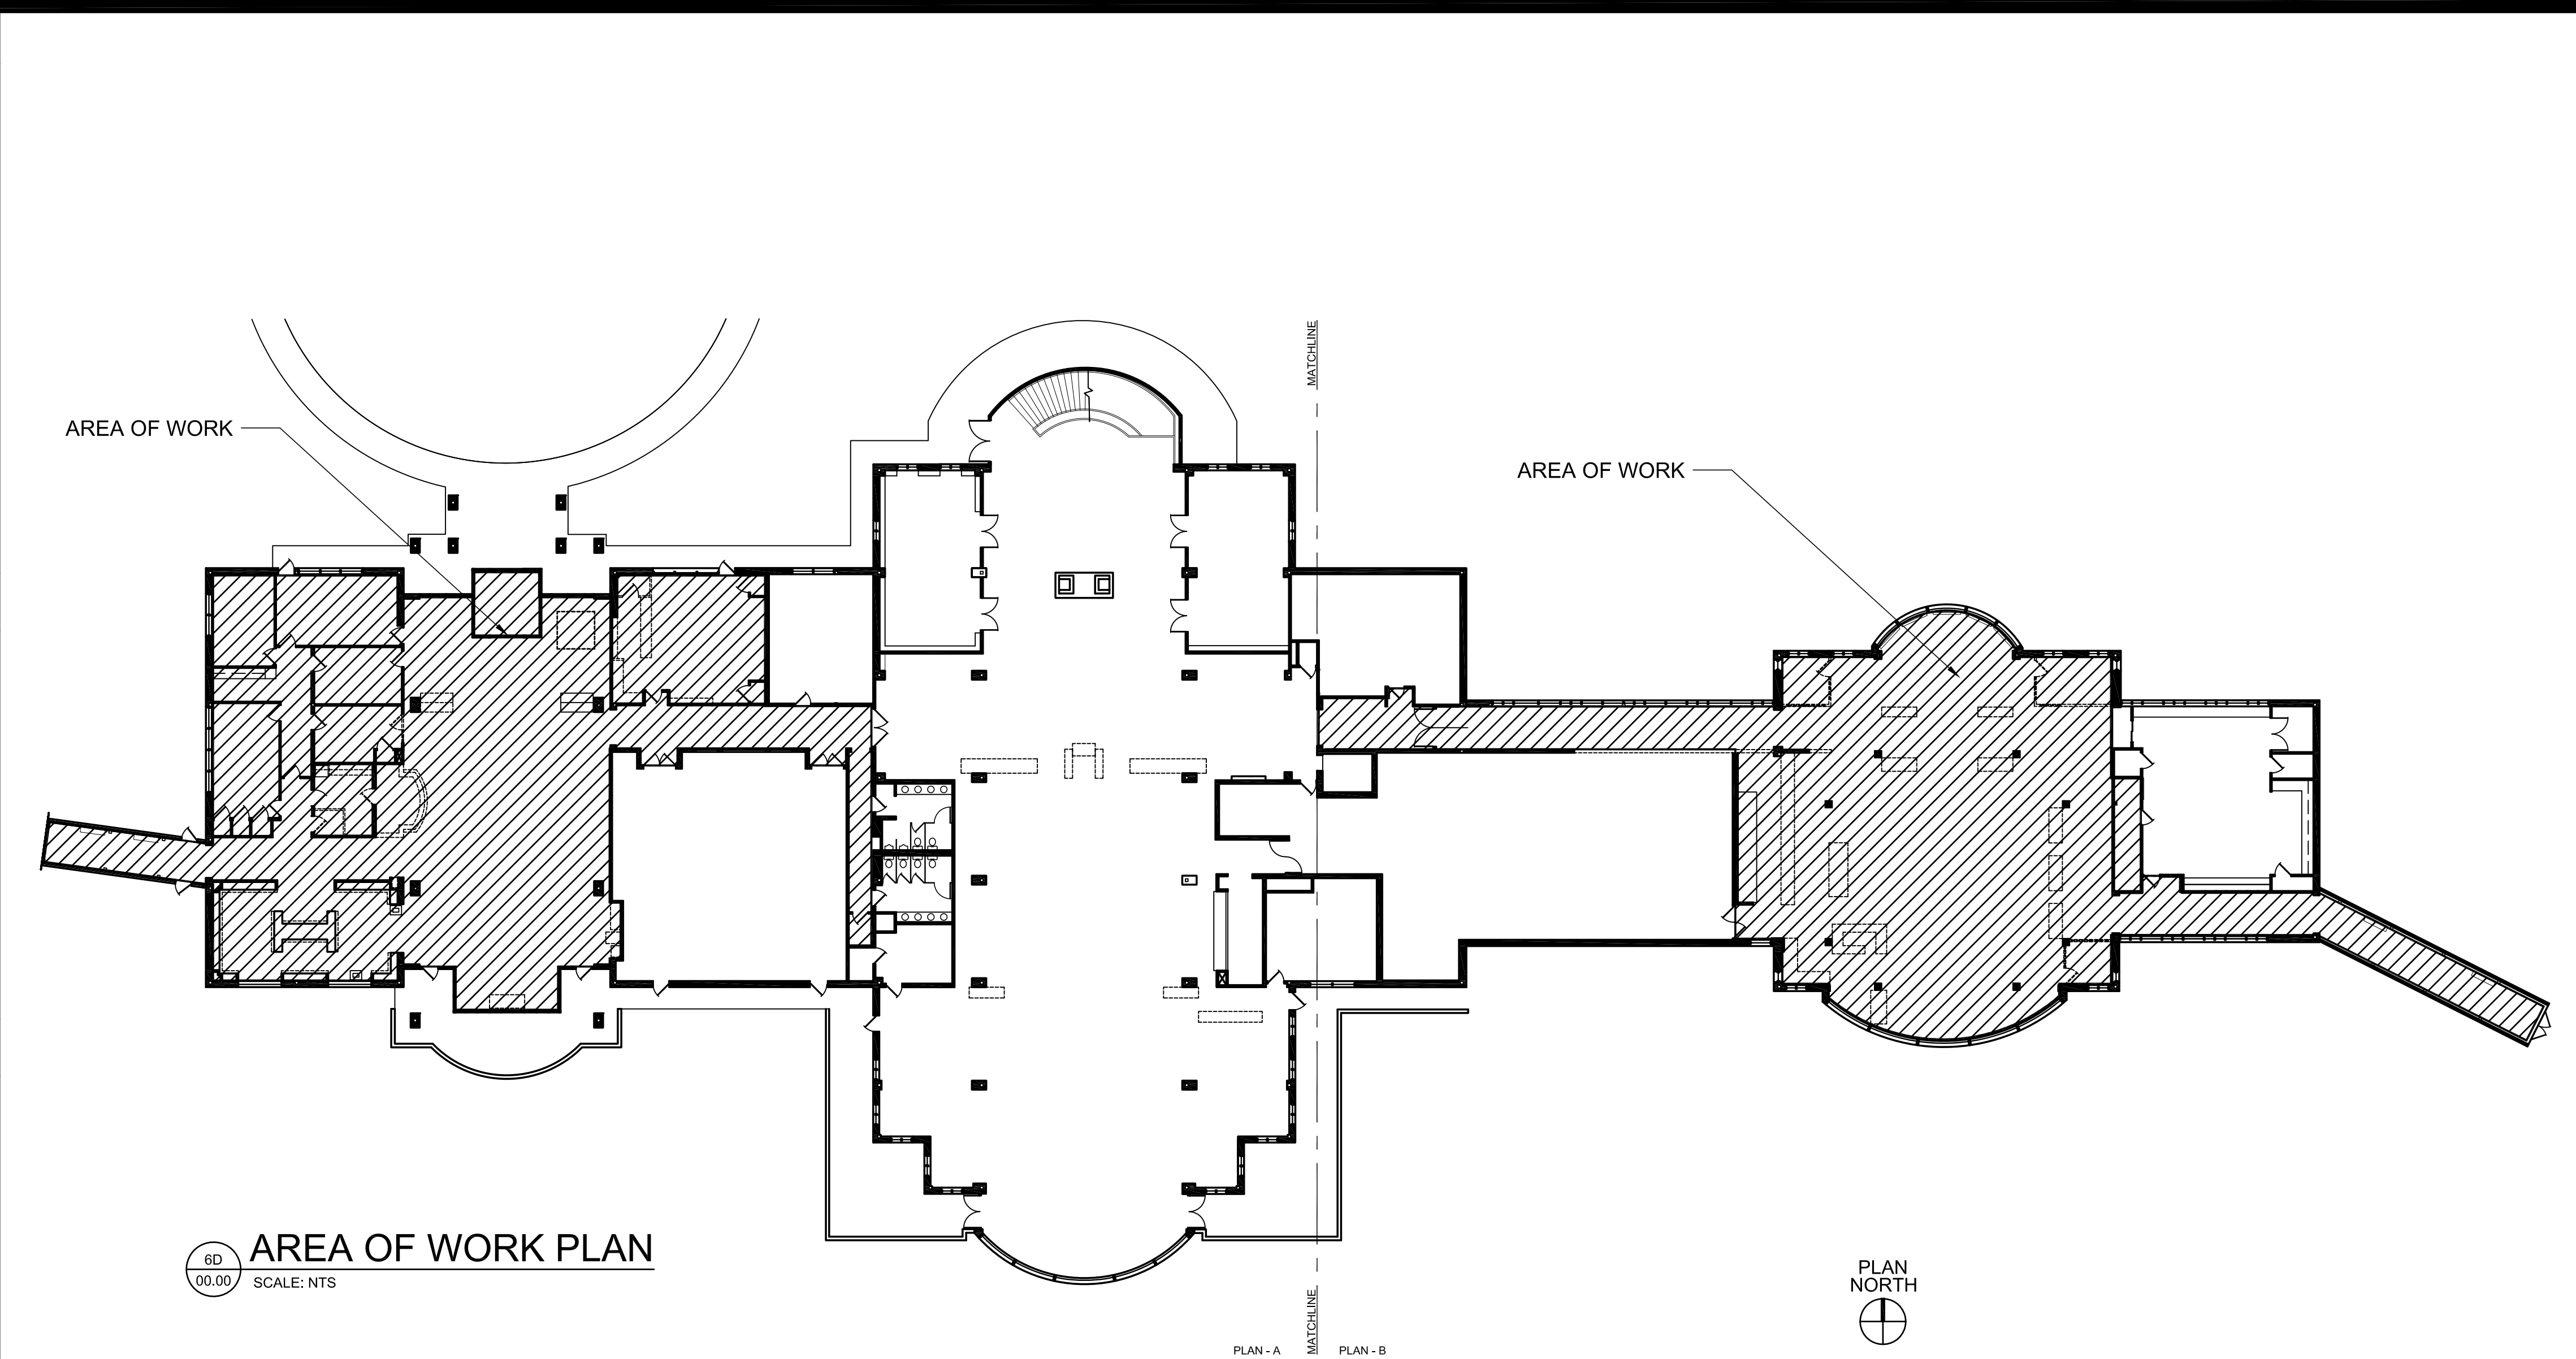 MATCHLINE
AREA OF WORK
AREA OF WORK
6D
00.00
AREA OF WORK PLAN
SCALE: NTS
PLAN
NORTH
MATCHLINE
PLAN - A
PLAN - B